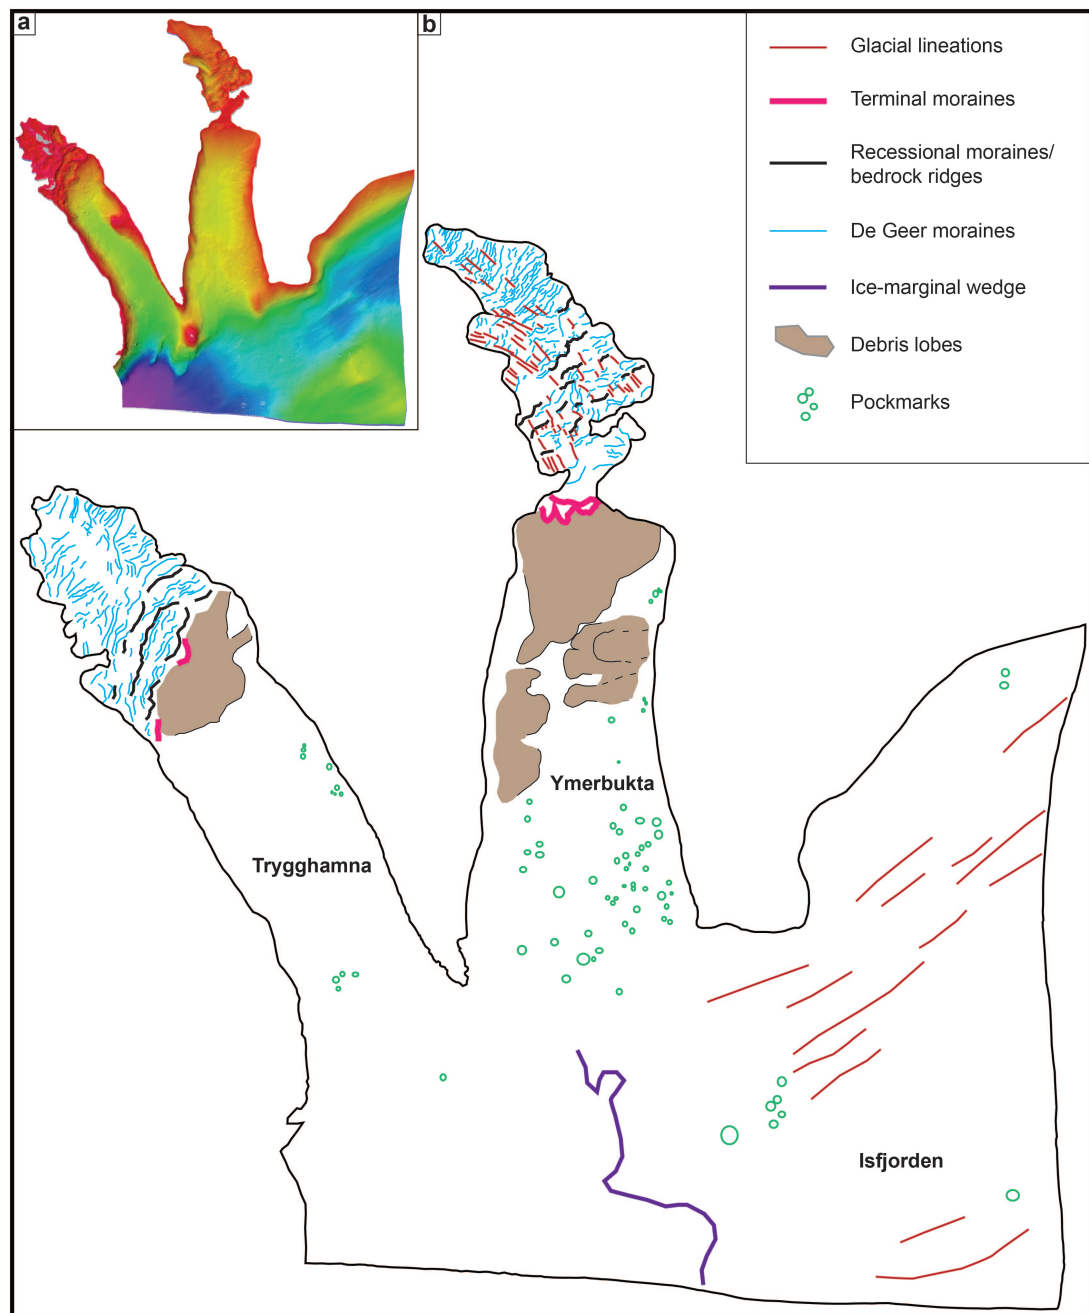 a
b
Glacial lineations
Terminal moraines
Recessional moraines/
bedrock ridges
De Geer moraines
Ice-marginal wedge
Debris lobes
Pockmarks
Ymerbukta
Trygghamna
Isfjorden